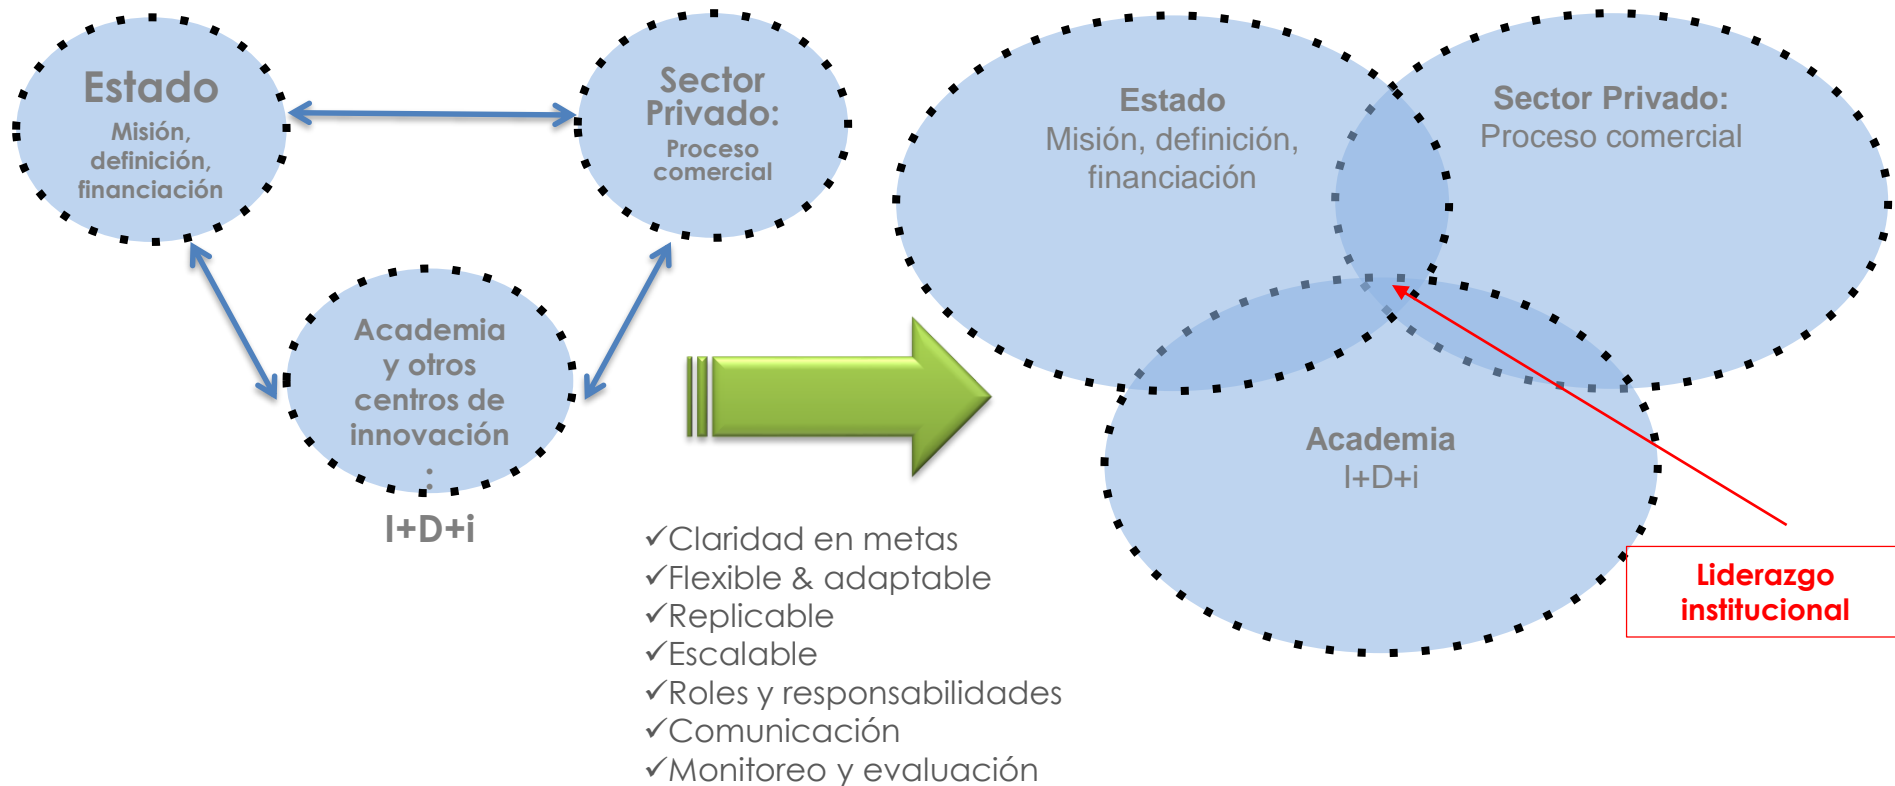 Estado
Misión,
definición,
financiación
Sector
Privado:
Proceso
comercial
Academia
y otros
centros de
innovación
:
I+D+i
✓Claridad en metas
✓Flexible & adaptable
✓Replicable
✓Escalable
✓Roles y responsabilidades
✓Comunicación
✓Monitoreo y evaluación
Estado
Misión, definición,
financiación
Sector Privado:
Proceso comercial
Academia
I+D+i
Liderazgo
institucional